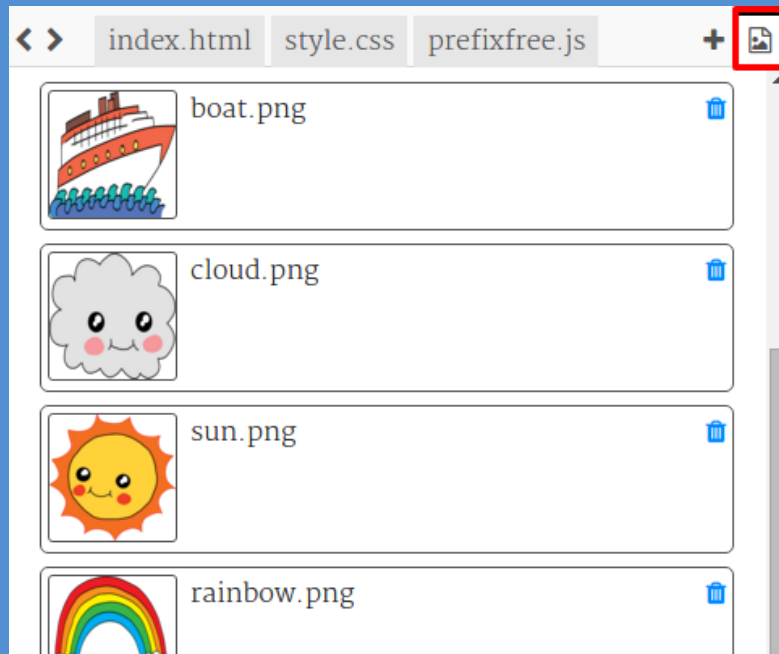 index.html style.css prefixfree.js
boat.png
cloud.png
sun.png
rainbow.png